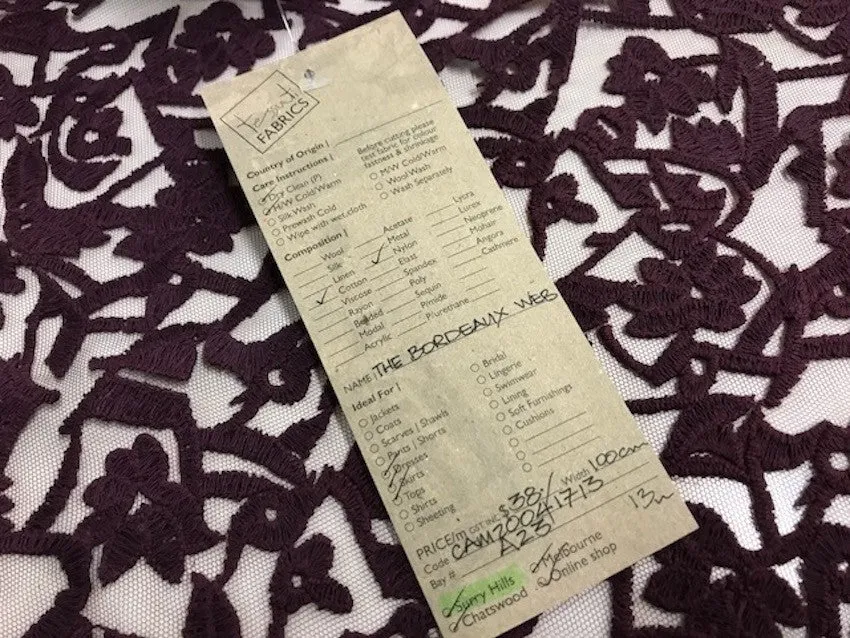 Tessuti
FABRICS
Country of Origin |
Care Instructions |
Before cutting please
test fabric for colour
fastness & shrinkage
Dry Clean (P)
M/W Cold/Warm
Silk Wash
Prewash Cold
Wipe with wet cloth
M/W Cold/Warm
Wool Wash
Wash Separately
Composition |
Wool
Silk
Linen
Cotton
Viscose
Rayon
Beaded
Modal
Acrylic
Acetate
Metal
Nylon
Elast
Spandex
Poly
Sequin
Pimide
Piurethane
Lycra
Lurex
Neoprene
Mohair
Angora
Cashmere
NAME THE BORDEAUX WEB
Ideal For |
Jackets
Coats
Scarves | Shawls
Pants | Shorts
Dresses
Skirts
Tops
Shirts
Sheeting
Bridal
Lingerie
Swimwear
Lining
Soft Furnishings
Cushions
PRICE/m GST IN. $38/ Width 100cm
Code CAM20041713
Bay # A23
13m
Surry Hills
Melbourne
Chatswood
Online shop